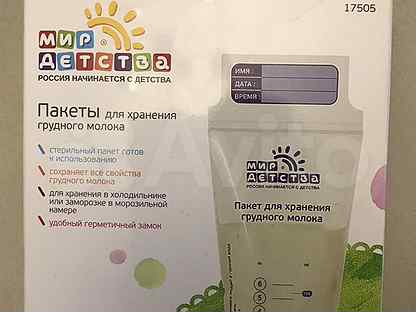 17505
МИР
ДЕТСТВА
РОССИЯ НАЧИНАЕТСЯ С ДЕТСТВА
Пакеты для хранения
грудного молока
стерильный пакет готов
к использованию
сохраняет все свойства
грудного молока
для хранения в холодильнике
или заморозке в морозильной
камере
удобный герметичный замок
ИМЯ :
ДАТА :
ВРЕМЯ :
МИР
ДЕТСТВА
РОССИЯ НАЧИНАЕТСЯ С ДЕТСТВА
Пакет для хранения
грудного молока
6
5
4